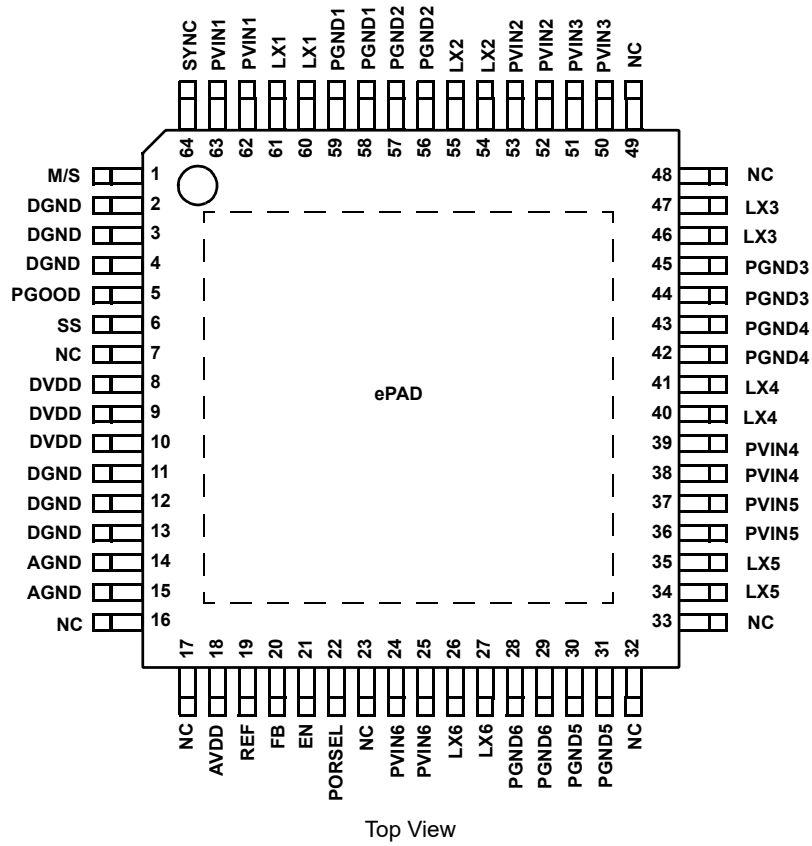 SYNC PVIN1 PVIN1 LX1 LX1 PGND1 PGND1 PGND2 PGND2 LX2 LX2 PVIN2 PVIN2 PVIN3 PVIN3 NC
64 63 62 61 60 59 58 57 56 55 54 53 52 51 50 49
M/S 1 48 NC
DGND 2 47 LX3
DGND 3 46 LX3
DGND 4 45 PGND3
PGOOD 5 44 PGND3
SS 6 43 PGND4
NC 7 42 PGND4
DVDD 8 41 LX4
ePAD
DVDD 9 40 LX4
DVDD 10 39 PVIN4
DGND 11 38 PVIN4
DGND 12 37 PVIN5
DGND 13 36 PVIN5
AGND 14 35 LX5
AGND 15 34 LX5
NC 16 33 NC
17 18 19 20 21 22 23 24 25 26 27 28 29 30 31 32
NC AVDD REF FB EN PORSEL NC PVIN6 PVIN6 LX6 LX6 PGND6 PGND6 PGND5 PGND5 NC
Top View